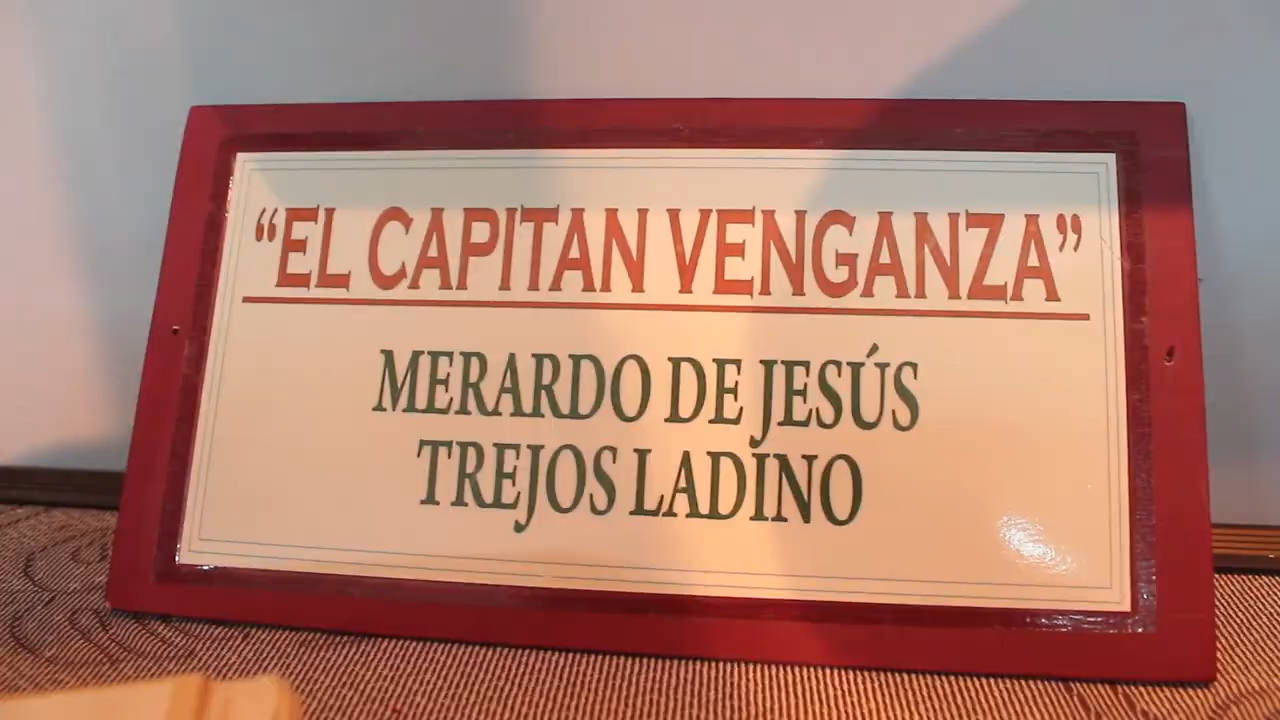 “EL CAPITAN VENGANZA”
MERARDO DE JESÚS
TREJOS LADINO